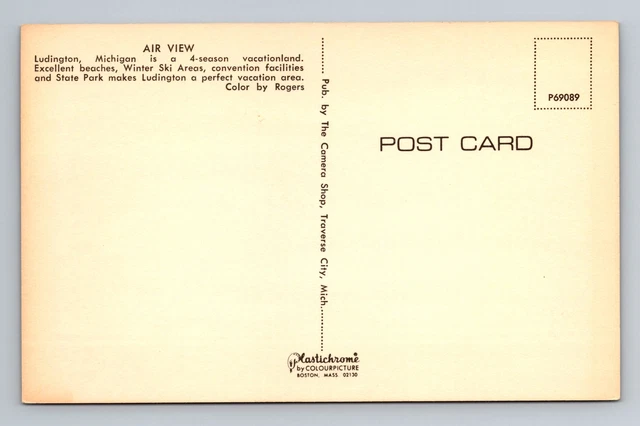 AIR VIEW
Ludington, Michigan is a 4-season vacationland.
Excellent beaches, Winter Ski Areas, convention facilities
and State Park makes Ludington a perfect vacation area.
Color by Rogers
Pub. by The Camera Shop, Traverse City, Mich.
P69089
POST CARD
Plastichrome
by COLOURPICTURE
BOSTON, MASS 02130